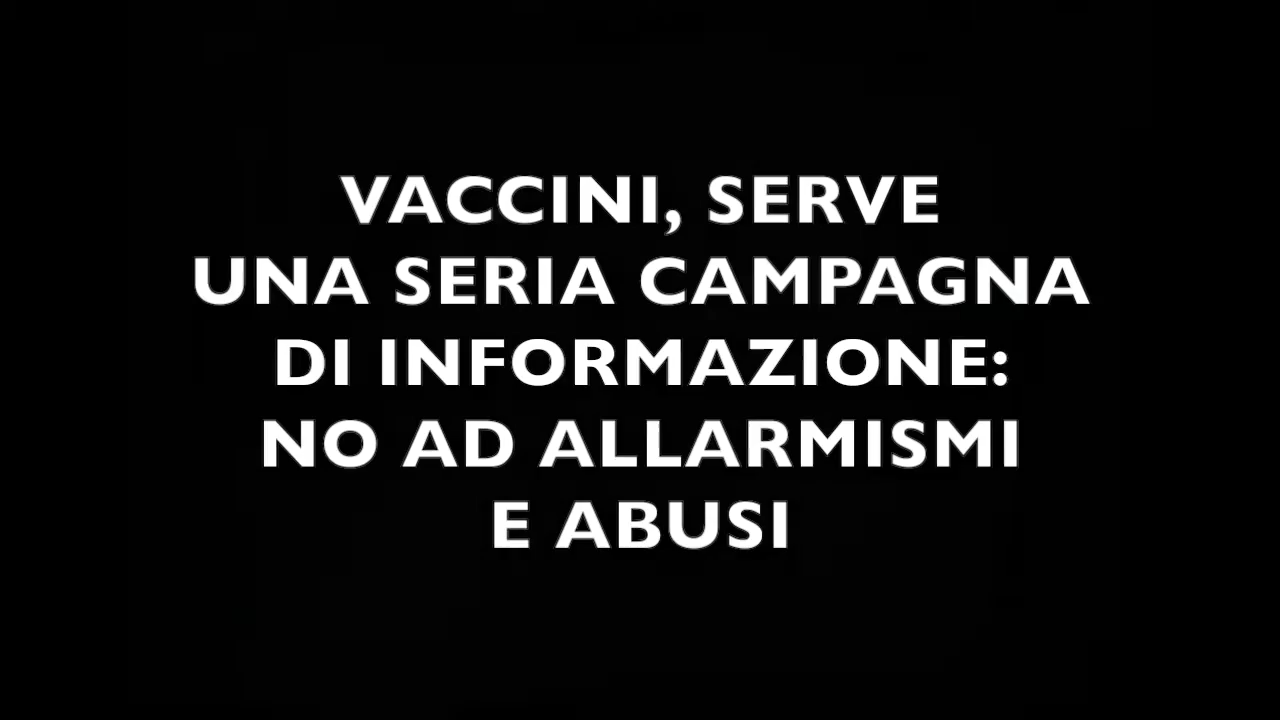 VACCINI, SERVE
UNA SERIA CAMPAGNA
DI INFORMAZIONE:
NO AD ALLARMISMI
E ABUSI